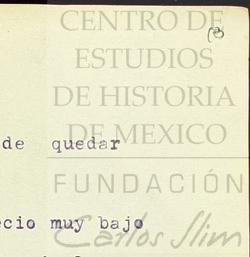 CENTRO DE
ESTUDIOS
DE HISTORIA
DE MEXICO
de quedar
FUNDACIÓN
ecio muy bajo
Carlos Slim